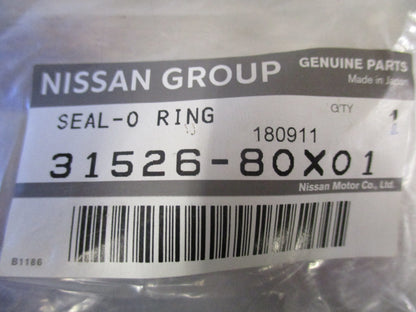 NISSAN GROUP GENUINE PARTS
Made in Japan
SEAL-O RING Q'TY 1
180911
31526-80X01
Nissan Motor Co., Ltd.
B1186